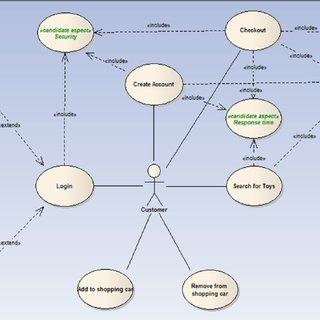 «candidate aspect»
Security
«include»
Checkout
«include»
«include»
«include»
Create Account
«include»
«include»
«include»
«candidate aspect»
Response time
«extend»
«include»
«include»
«include»
Login
Search for Toys
Customer
«extend»
Add to shopping car
Remove from
shopping car